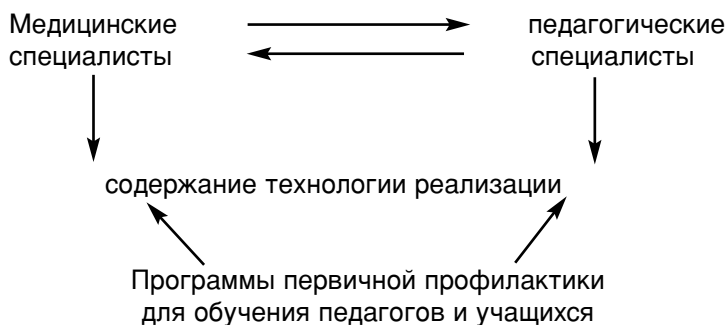 Медицинские педагогические
специалисты специалисты
содержание технологии реализации
Программы первичной профилактики
для обучения педагогов и учащихся